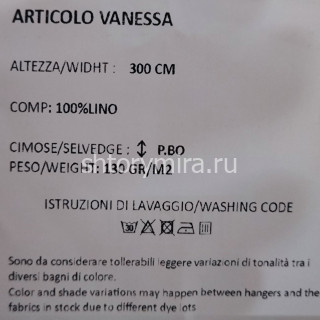 ARTICOLO VANESSA
ALTEZZA/WIDHT : 300 CM
COMP: 100%LINO
CIMOSE/SELVEDGE : ↕ P.BO
PESO/WEIGHT: 130 GR/M2
shtorymira.ru
ISTRUZIONI DI LAVAGGIO/WASHING CODE
Sono da considerare tollerabili leggere variazioni di tonalità tra i
diversi bagni di colore.
Color and shade variations may happen between hangers and the
fabrics in stock due to different dye lots.